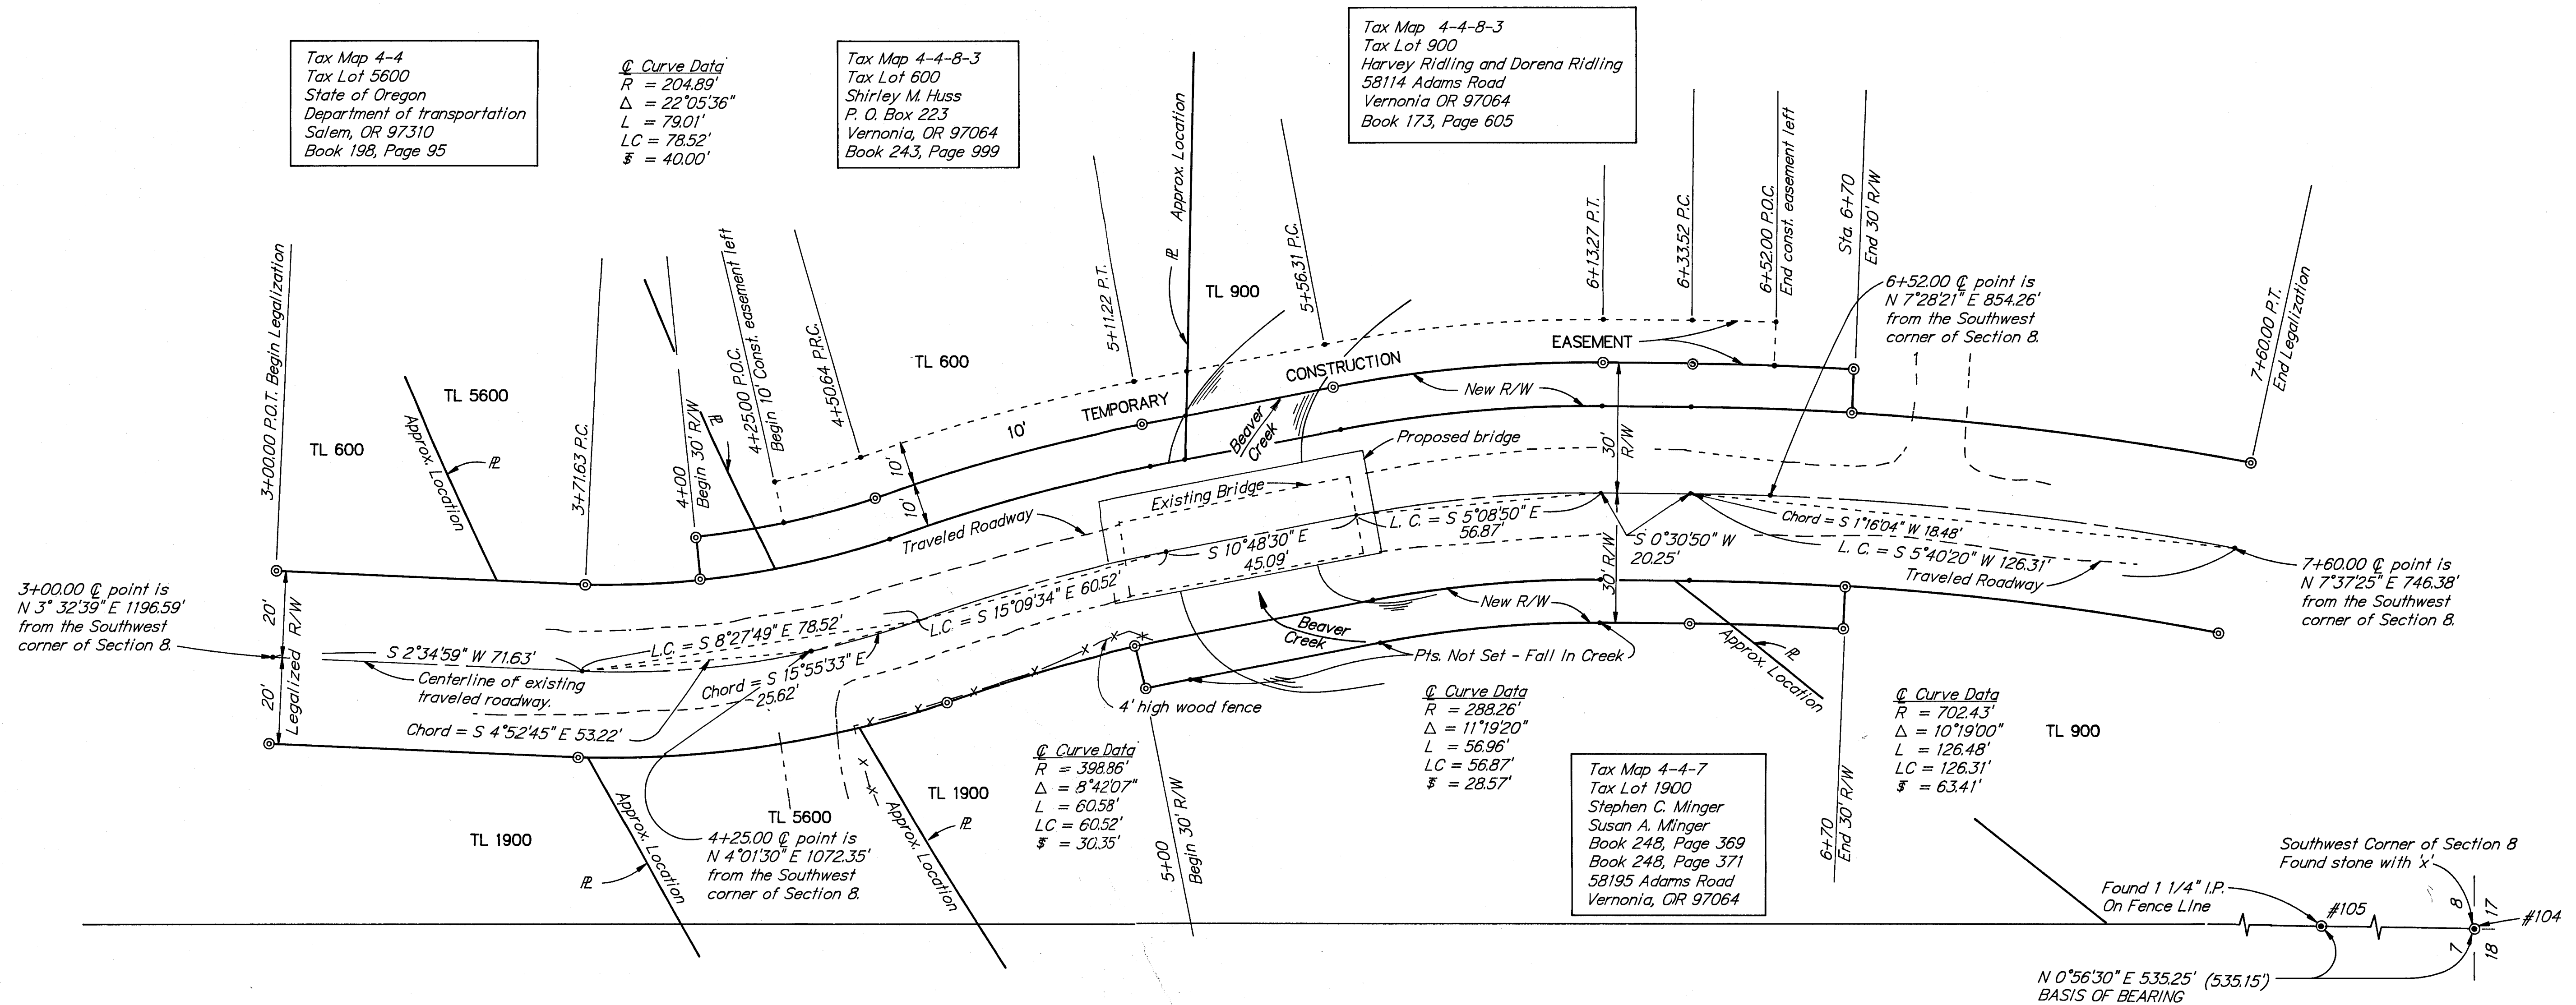 Tax Map 4-4
Tax Lot 5600
State of Oregon
Department of transportation
Salem, OR 97310
Book 198, Page 95
℄ Curve Data
R = 204.89'
Δ = 22°05'36"
L = 79.01'
LC = 78.52'
= 40.00'
Tax Map 4-4-8-3
Tax Lot 600
Shirley M. Huss
P. O. Box 223
Vernonia, OR 97064
Book 243, Page 999
Tax Map 4-4-8-3
Tax Lot 900
Harvey Ridling and Dorena Ridling
58114 Adams Road
Vernonia OR 97064
Book 173, Page 605
3+00.00 P.O.T. Begin Legalization
TL 600
TL 5600
Approx. Location
PL
3+71.63 P.C.
4+00
Begin 30' R/W
PL
4+25.00 P.O.C.
Begin 10' Const. easement left
4+50.64 P.R.C.
TL 600
5+11.22 P.T.
Approx. Location
PL
TL 900
5+56.31 P.C.
6+13.27 P.T.
6+33.52 P.C.
6+52.00 P.O.C.
End const. easement left
Sta. 6+70
End 30' R/W
6+52.00 ℄ point is
N 7°28'21" E 854.26'
from the Southwest
corner of Section 8.
7+60.00 P.T.
End Legalization
10'
TEMPORARY
CONSTRUCTION
EASEMENT
10'
10'
Beaver
Creek
New R/W
Proposed bridge
30'
R/W
Existing Bridge
Traveled Roadway
L. C. = S 5°08'50" E
56.87'
S 10°48'30" E
45.09'
S 0°30'50" W
20.25'
Chord = S 1°16'04" W 18.48'
L. C. = S 5°40'20" W 126.31'
Traveled Roadway
7+60.00 ℄ point is
N 7°37'25" E 746.38'
from the Southwest
corner of Section 8.
3+00.00 ℄ point is
N 3° 32'39" E 1196.59'
from the Southwest
corner of Section 8.
20'
20'
Legalized R/W
S 2°34'59" W 71.63'
Centerline of existing
traveled roadway.
L.C. = S 8°27'49" E 78.52'
L.C. = S 15°09'34" E 60.52'
Chord = S 15°55'33" E
25.62'
Chord = S 4°52'45" E 53.22'
30' R/W
New R/W
Beaver
Creek
Pts. Not Set - Fall In Creek
4' high wood fence
Approx. Location
PL
TL 1900
Approx. Location
PL
TL 5600
4+25.00 ℄ point is
N 4°01'30" E 1072.35'
from the Southwest
corner of Section 8.
TL 1900
PL
Approx. Location
℄ Curve Data
R = 398.86'
Δ = 8°42'07"
L = 60.58'
LC = 60.52'
= 30.35'
5+00
Begin 30' R/W
℄ Curve Data
R = 288.26'
Δ = 11°19'20"
L = 56.96'
LC = 56.87'
= 28.57'
Tax Map 4-4-7
Tax Lot 1900
Stephen C. Minger
Susan A. Minger
Book 248, Page 369
Book 248, Page 371
58195 Adams Road
Vernonia, OR 97064
6+70
End 30' R/W
℄ Curve Data
R = 702.43'
Δ = 10°19'00"
L = 126.48'
LC = 126.31'
= 63.41'
TL 900
Southwest Corner of Section 8
Found stone with 'x'
Found 1 1/4" I.P.
On Fence LIne
#105
8
17
7
18
#104
N 0°56'30" E 535.25' (535.15')
BASIS OF BEARING